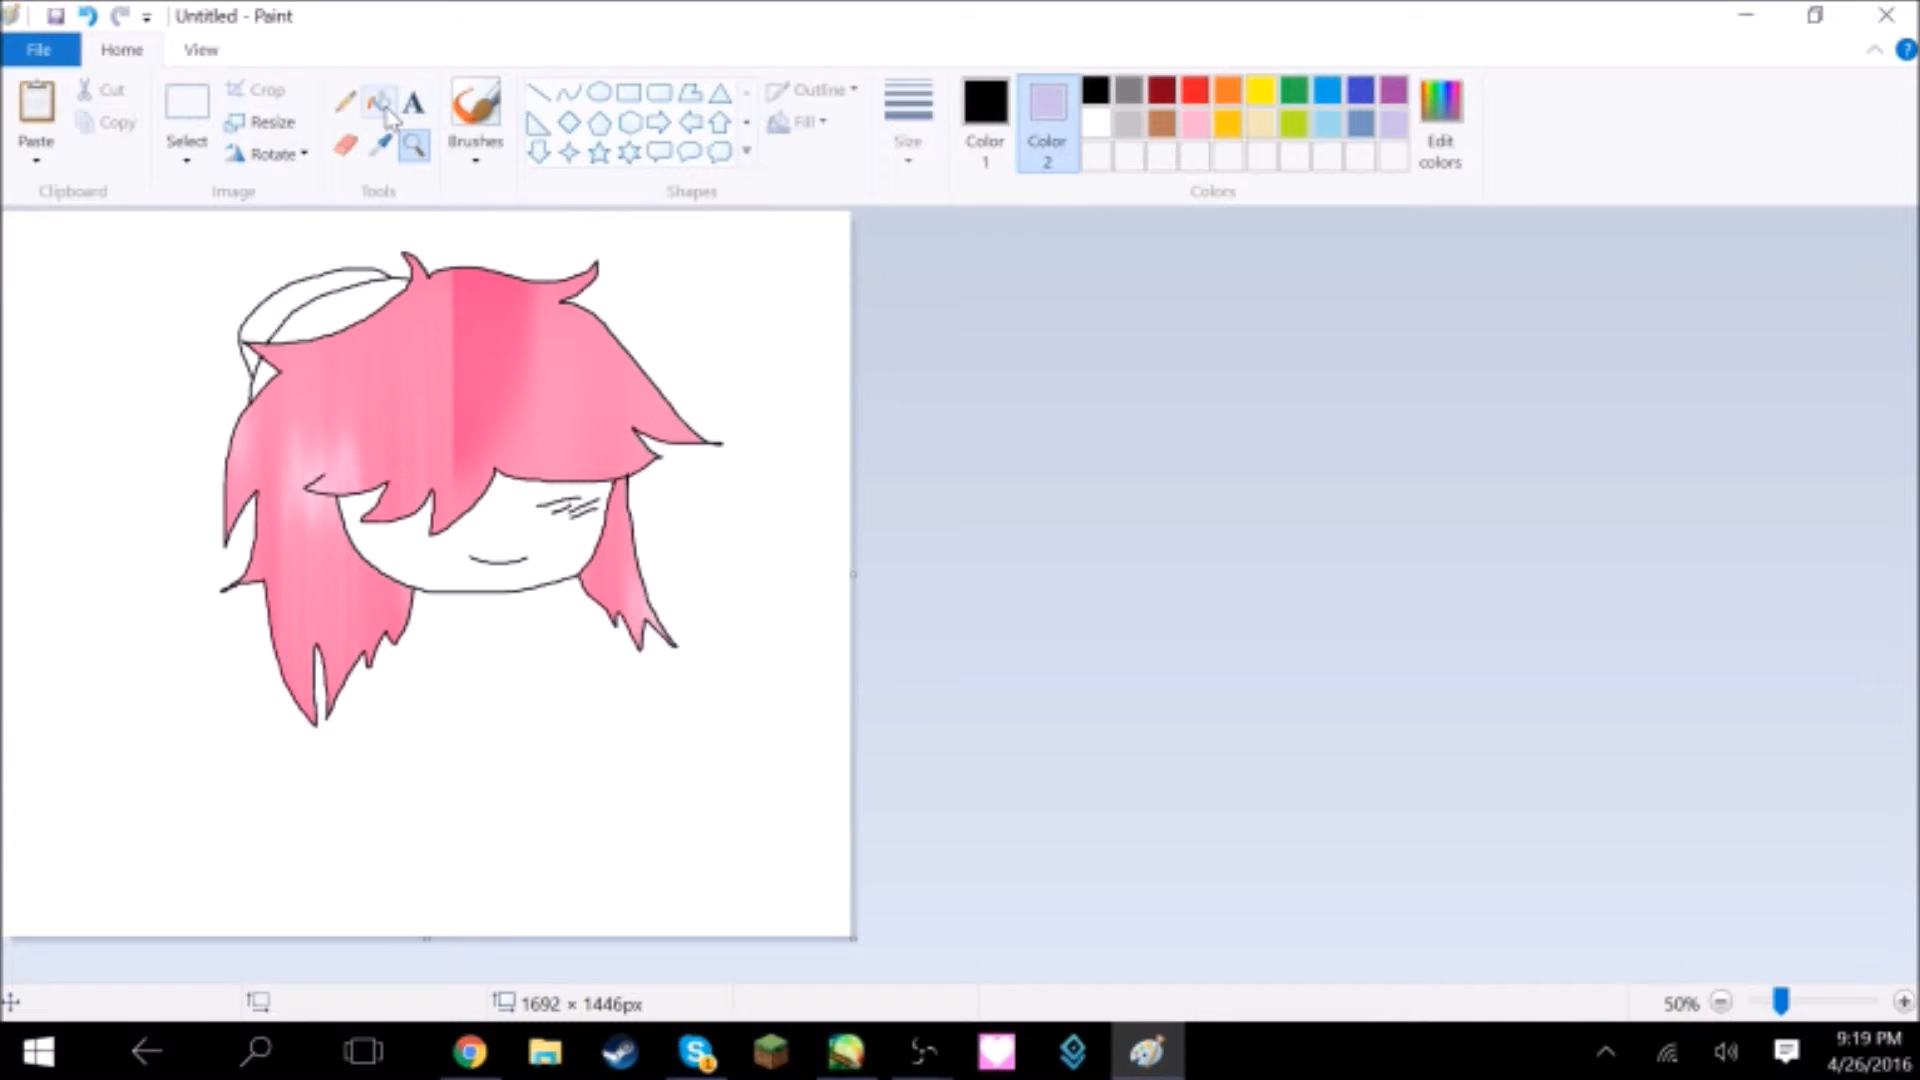 Untitled - Paint
File Home View
Paste
Cut
Copy
Clipboard
Select
Crop
Resize
Rotate
Image
A
Tools
Brushes
Shapes
Outline
Fill
Size
Color 1
Color 2
Edit colors
Colors
1692 × 1446px
50%
9:19 PM
4/26/2016